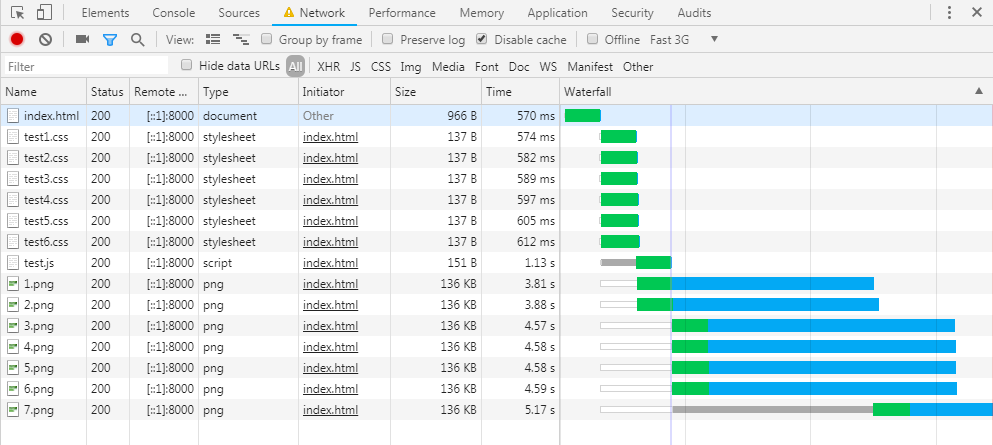 Elements Console Sources Network Performance Memory Application Security Audits
View: Group by frame Preserve log Disable cache Offline Fast 3G
Filter Hide data URLs All XHR JS CSS Img Media Font Doc WS Manifest Other
Name Status Remote ... Type Initiator Size Time Waterfall
index.html 200 [::1]:8000 document Other 966 B 570 ms
test1.css 200 [::1]:8000 stylesheet index.html 137 B 574 ms
test2.css 200 [::1]:8000 stylesheet index.html 137 B 582 ms
test3.css 200 [::1]:8000 stylesheet index.html 137 B 589 ms
test4.css 200 [::1]:8000 stylesheet index.html 137 B 597 ms
test5.css 200 [::1]:8000 stylesheet index.html 137 B 605 ms
test6.css 200 [::1]:8000 stylesheet index.html 137 B 612 ms
test.js 200 [::1]:8000 script index.html 151 B 1.13 s
1.png 200 [::1]:8000 png index.html 136 KB 3.81 s
2.png 200 [::1]:8000 png index.html 136 KB 3.88 s
3.png 200 [::1]:8000 png index.html 136 KB 4.57 s
4.png 200 [::1]:8000 png index.html 136 KB 4.58 s
5.png 200 [::1]:8000 png index.html 136 KB 4.58 s
6.png 200 [::1]:8000 png index.html 136 KB 4.59 s
7.png 200 [::1]:8000 png index.html 136 KB 5.17 s